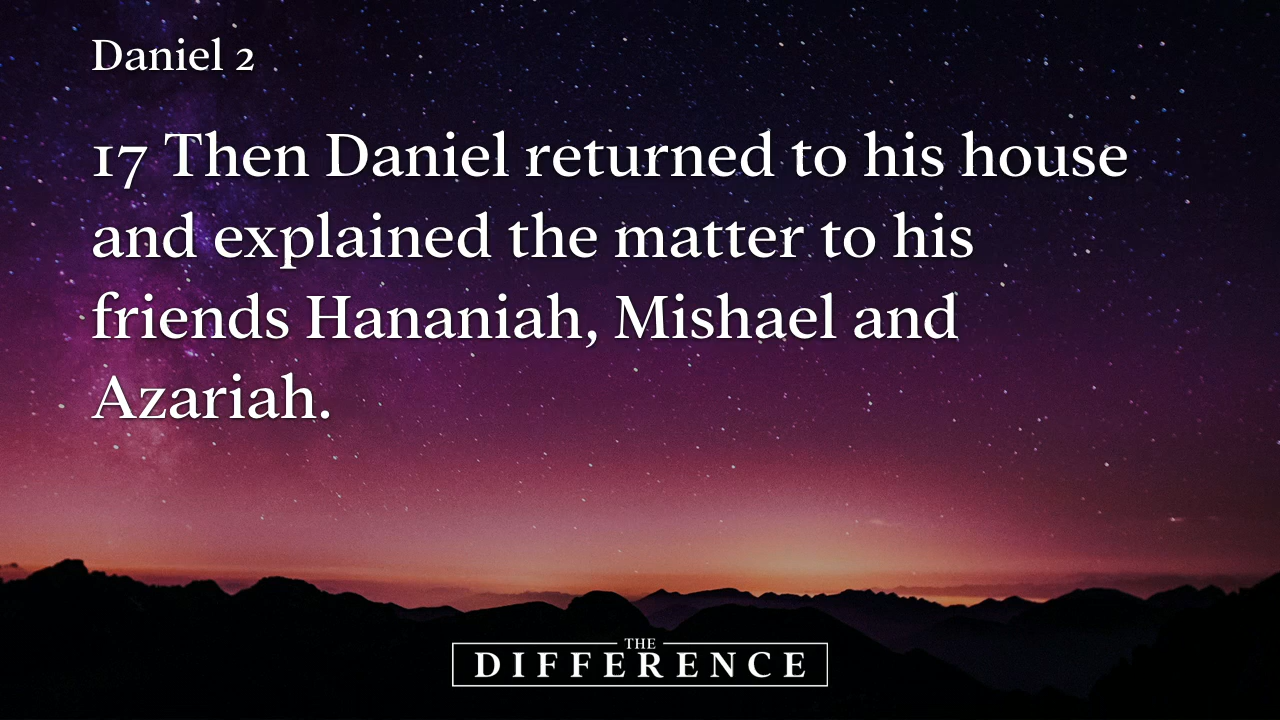 Daniel 2
17 Then Daniel returned to his house
and explained the matter to his
friends Hananiah, Mishael and
Azariah.
THE
DIFFERENCE